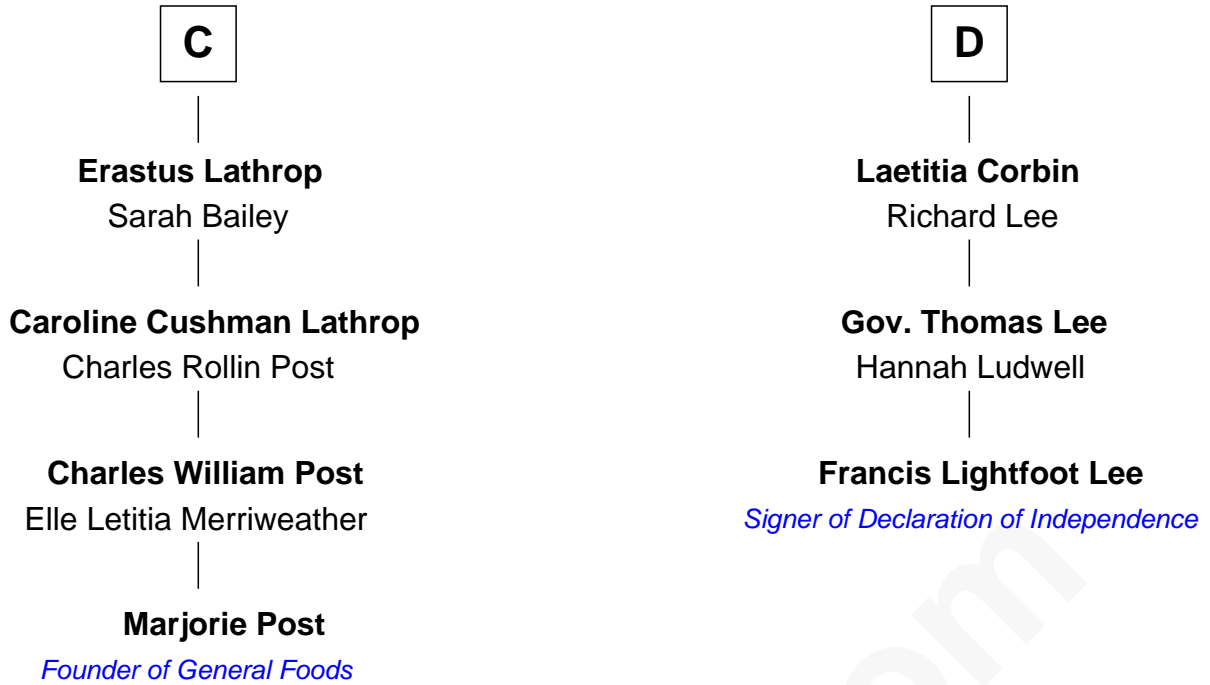 C
Erastus Lathrop
Sarah Bailey
Caroline Cushman Lathrop
Charles Rollin Post
Charles William Post
Elle Letitia Merriweather
Marjorie Post
Founder of General Foods
D
Laetitia Corbin
Richard Lee
Gov. Thomas Lee
Hannah Ludwell
Francis Lightfoot Lee
Signer of Declaration of Independence
om